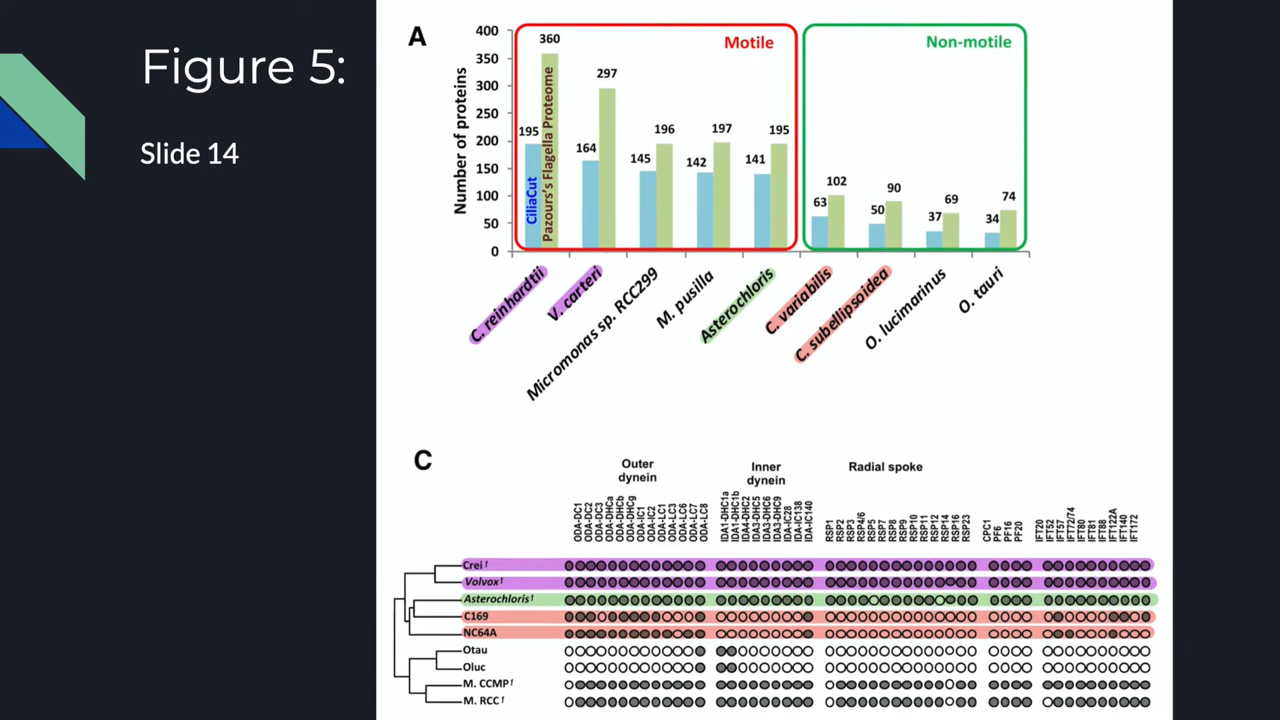 Figure 5:
Slide 14
A
Motile
Non-motile
Number of proteins
400
350
300
250
200
150
100
50
0
195
360
164
297
145
196
142
197
141
195
63
102
50
90
37
69
34
74
CiliaCut
Pazours's Flagella Proteome
C. reinhardtii
V. carteri
Micromonas sp. RCC299
M. pusilla
Asterochloris
C. variabilis
C. subellipsoidea
O. lucimarinus
O. tauri
C
Outer dynein
Inner dynein
Radial spoke
ODA-DC1
ODA-DC2
ODA-DC3
ODA-DHCa
ODA-DHCb
ODA-DHCg
ODA-IC1
ODA-IC2
ODA-LC1
ODA-LC3
ODA-LC6
ODA-LC7
ODA-LC8
IDA1-DHC1a
IDA1-DHC1b
IDA4-DHC2
IDA3-DHC5
IDA3-DHC6
IDA3-DHC9
IDA-IC28
IDA-IC138
IDA-IC140
RSP1
RSP2
RSP3
RSP4/6
RSP5
RSP7
RSP8
RSP9
RSP10
RSP11
RSP12
RSP14
RSP16
RSP23
CPC1
PF6
PF16
PF20
IFT20
IFT52
IFT57
IFT72/74
IFT80
IFT81
IFT88
IFT122A
IFT140
IFT172
Crei f
Volvox f
Asterochloris f
C169
NC64A
Otau
Oluc
M. CCMP f
M. RCC f